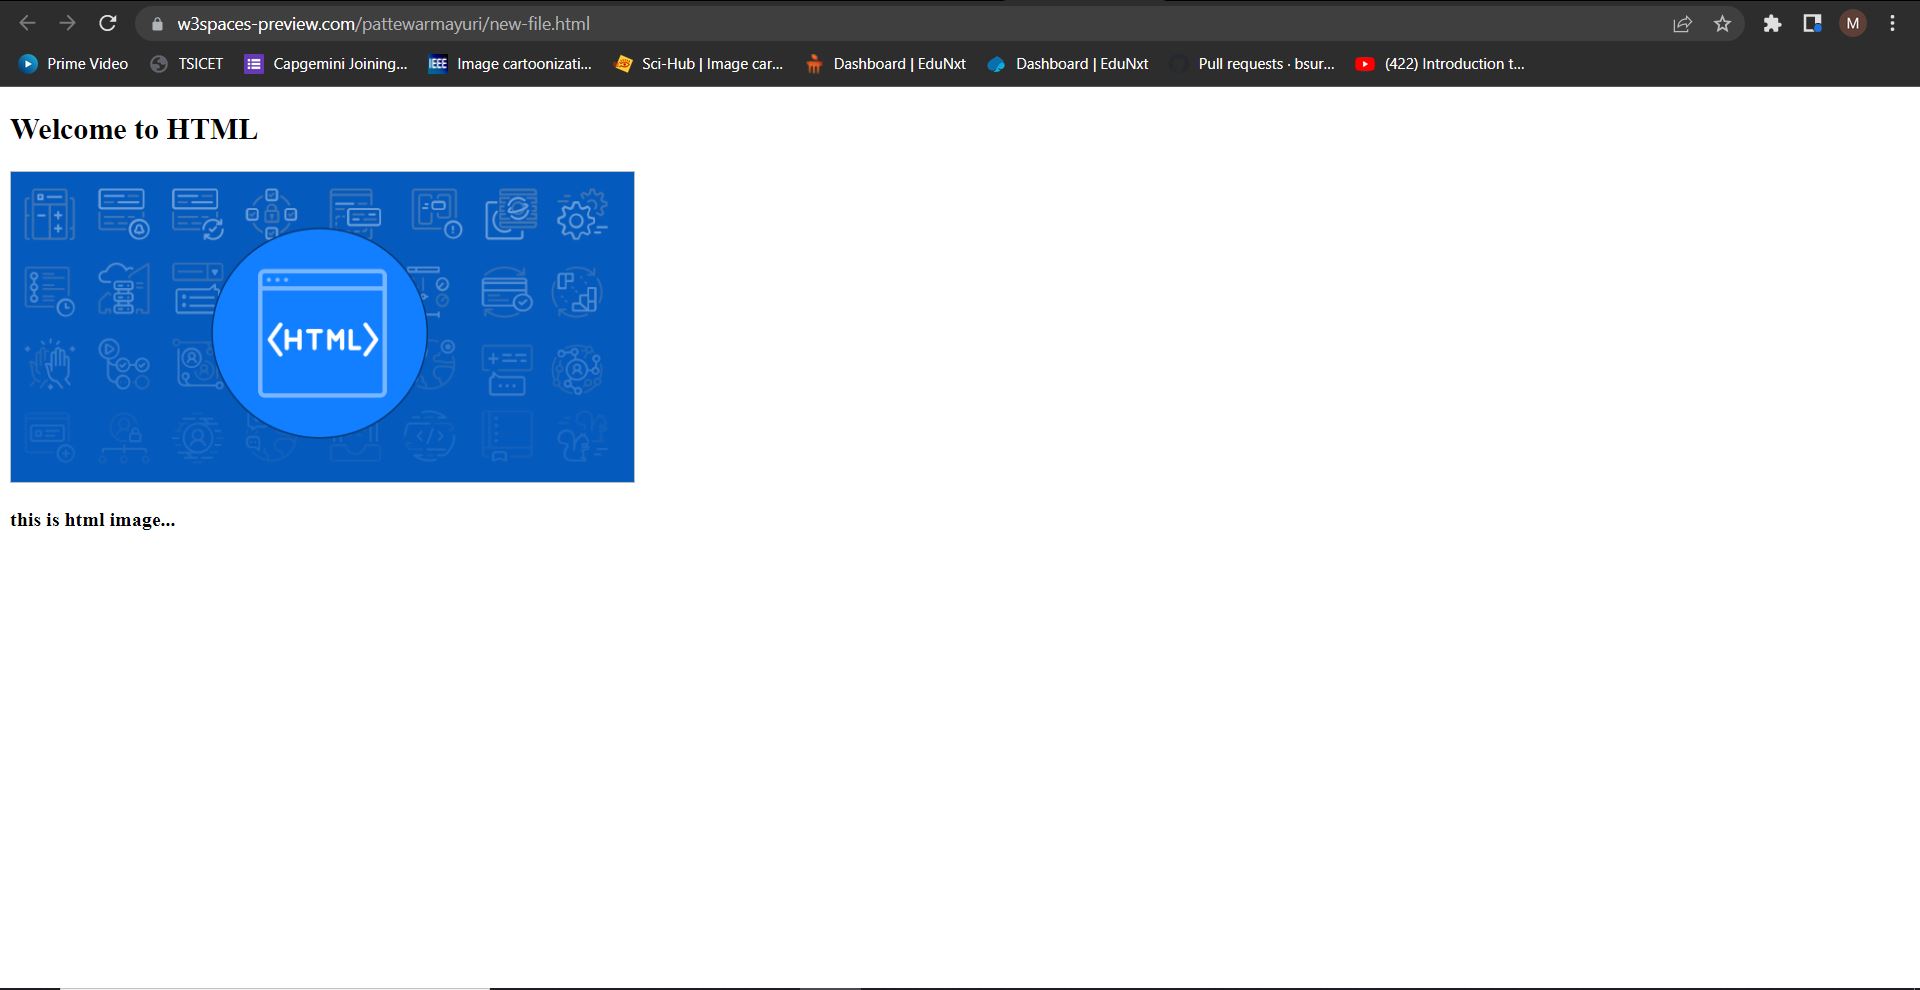 w3spaces-preview.com/pattewarmayuri/new-file.html M
Prime Video TSICET Capgemini Joining... IEEE Image cartoonizati... Sci-Hub | Image car... Dashboard | EduNxt Dashboard | EduNxt Pull requests · bsur... (422) Introduction t...
Welcome to HTML
<HTML>
this is html image...